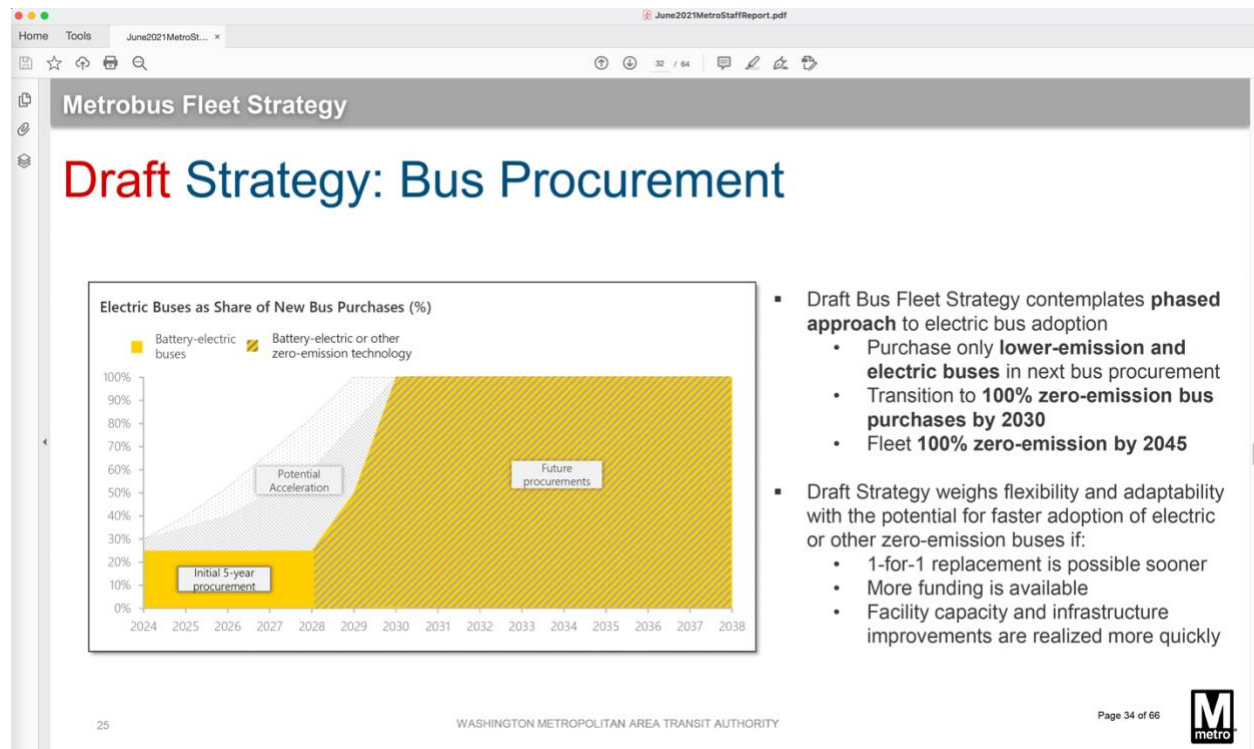 June2021MetroStaffReport.pdf
Home Tools June2021MetroSt... ×
32 / 64
Metrobus Fleet Strategy
Draft Strategy: Bus Procurement
Electric Buses as Share of New Bus Purchases (%)
Battery-electric
buses
Battery-electric or other
zero-emission technology
100%
90%
80%
70%
60%
50%
40%
30%
20%
10%
0%
Potential
Acceleration
Future
procurements
Initial 5-year
procurement
2024 2025 2026 2027 2028 2029 2030 2031 2032 2033 2034 2035 2036 2037 2038
▪ Draft Bus Fleet Strategy contemplates phased
approach to electric bus adoption
• Purchase only lower-emission and
electric buses in next bus procurement
• Transition to 100% zero-emission bus
purchases by 2030
• Fleet 100% zero-emission by 2045
▪ Draft Strategy weighs flexibility and adaptability
with the potential for faster adoption of electric
or other zero-emission buses if:
• 1-for-1 replacement is possible sooner
• More funding is available
• Facility capacity and infrastructure
improvements are realized more quickly
25
WASHINGTON METROPOLITAN AREA TRANSIT AUTHORITY
Page 34 of 66
M
metro